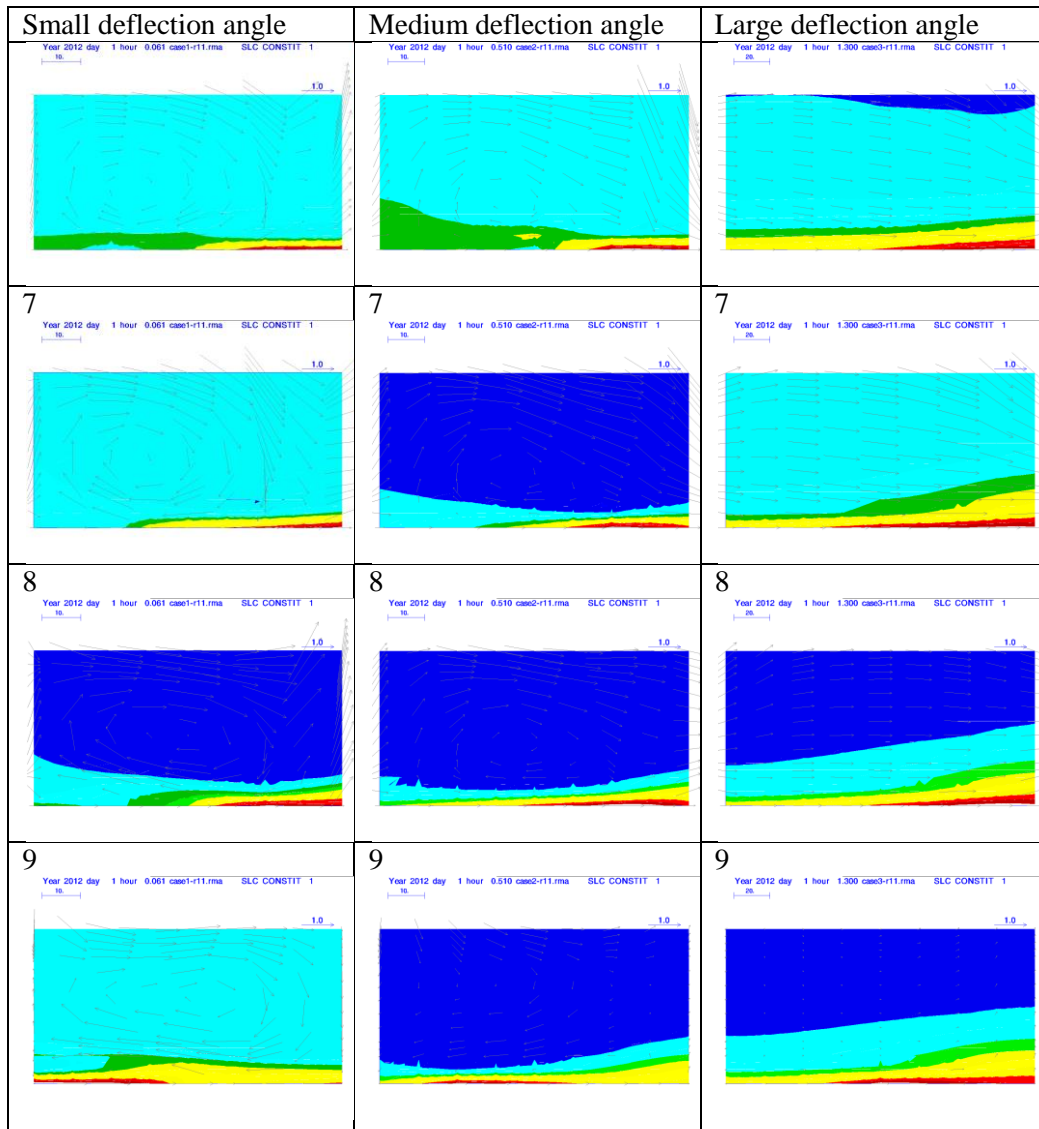 Small deflection angle Medium deflection angle Large deflection angle
Year 2012 day 1 hour 0.061 case1-r11.rma SLC CONSTIT 1
10.
1.0
Year 2012 day 1 hour 0.510 case2-r11.rma SLC CONSTIT 1
10.
1.0
Year 2012 day 1 hour 1.300 case3-r11.rma SLC CONSTIT 1
20.
1.0
7 7 7
Year 2012 day 1 hour 0.061 case1-r11.rma SLC CONSTIT 1
10.
1.0
Year 2012 day 1 hour 0.510 case2-r11.rma SLC CONSTIT 1
10.
1.0
Year 2012 day 1 hour 1.300 case3-r11.rma SLC CONSTIT 1
20.
1.0
8 8 8
Year 2012 day 1 hour 0.061 case1-r11.rma SLC CONSTIT 1
10.
1.0
Year 2012 day 1 hour 0.510 case2-r11.rma SLC CONSTIT 1
10.
1.0
Year 2012 day 1 hour 1.300 case3-r11.rma SLC CONSTIT 1
20.
1.0
9 9 9
Year 2012 day 1 hour 0.061 case1-r11.rma SLC CONSTIT 1
10.
1.0
Year 2012 day 1 hour 0.510 case2-r11.rma SLC CONSTIT 1
10.
1.0
Year 2012 day 1 hour 1.300 case3-r11.rma SLC CONSTIT 1
20.
1.0